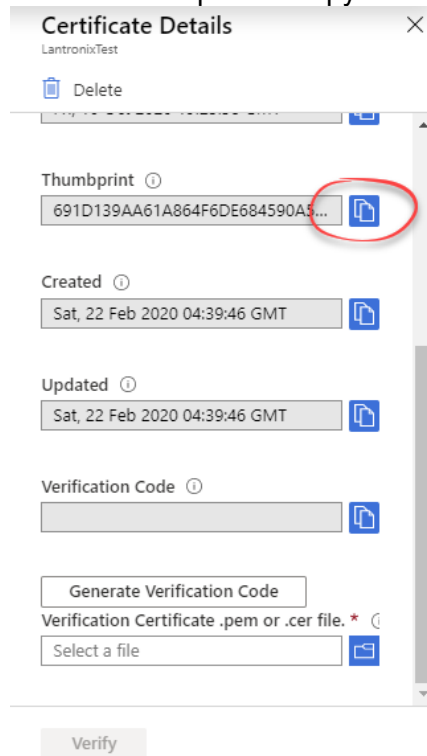 Certificate Details
LantronixTest
Delete
Thumbprint
691D139AA61A864F6DE684590A5...
Created
Sat, 22 Feb 2020 04:39:46 GMT
Updated
Sat, 22 Feb 2020 04:39:46 GMT
Verification Code
Generate Verification Code
Verification Certificate .pem or .cer file. *
Select a file
Verify